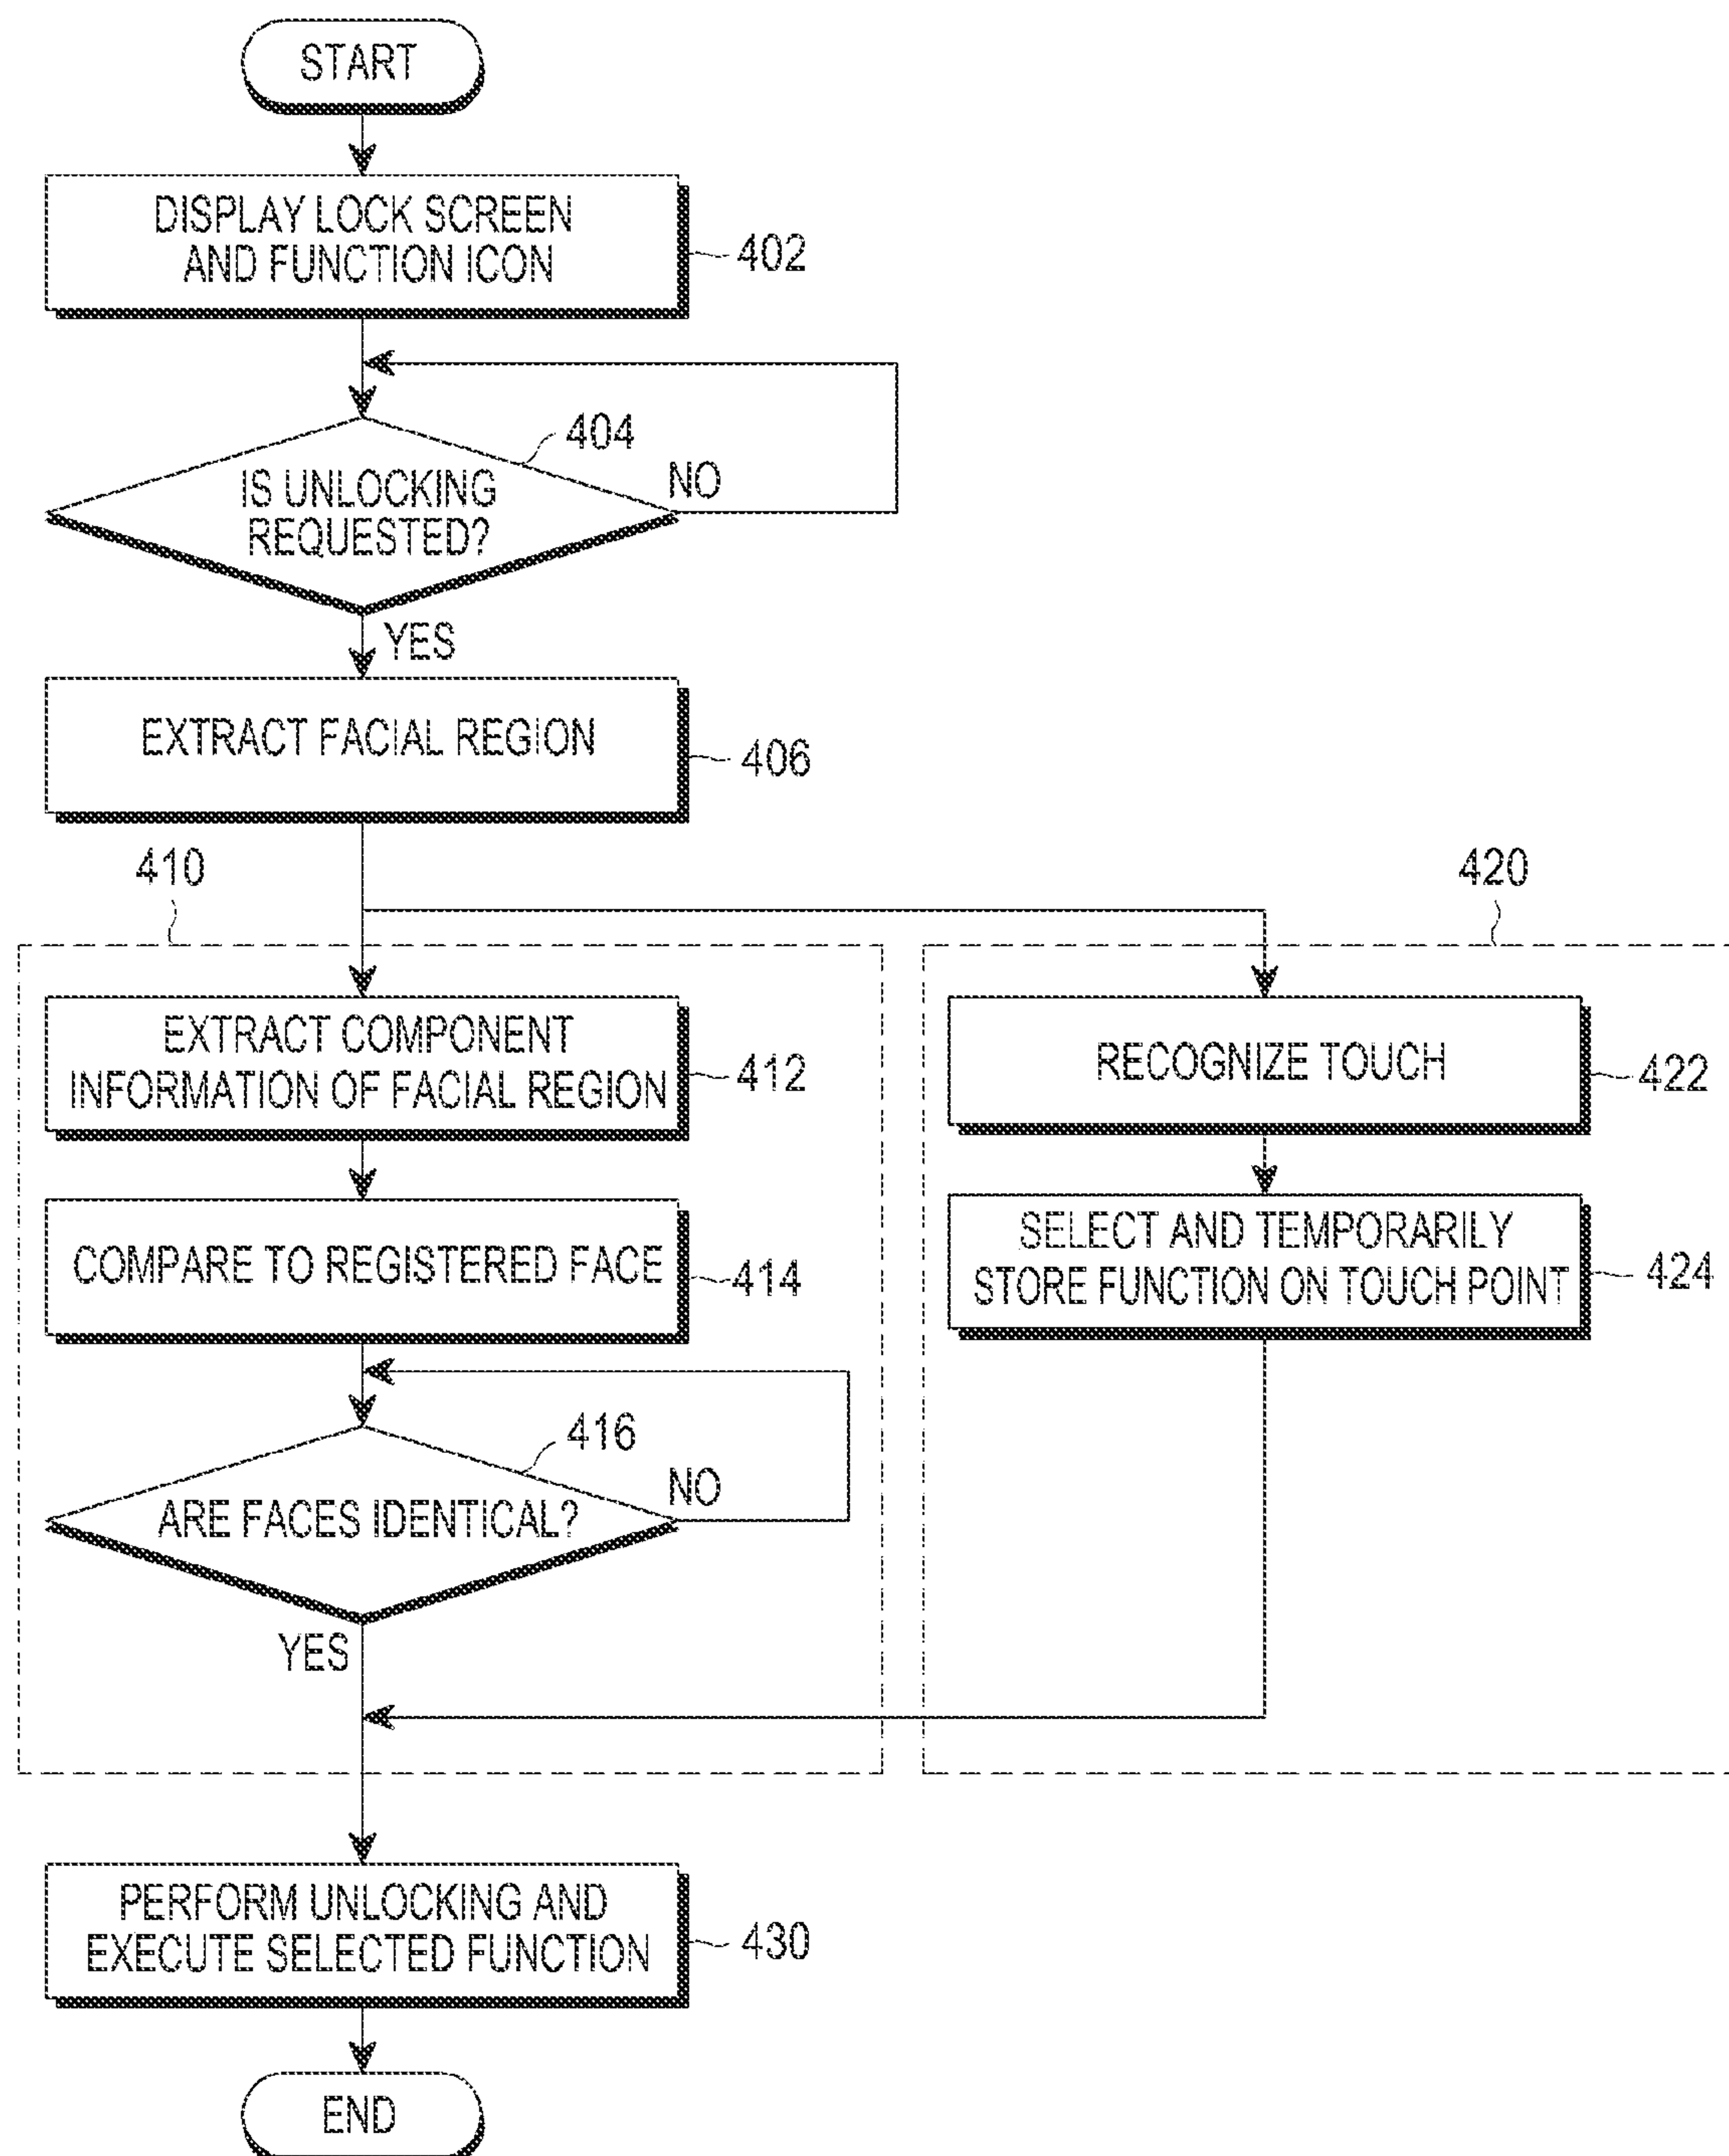 START
DISPLAY LOCK SCREEN
AND FUNCTION ICON
402
404
IS UNLOCKING
REQUESTED?
NO
YES
EXTRACT FACIAL REGION
406
410
420
EXTRACT COMPONENT
INFORMATION OF FACIAL REGION
412
RECOGNIZE TOUCH
422
COMPARE TO REGISTERED FACE
414
SELECT AND TEMPORARILY
STORE FUNCTION ON TOUCH POINT
424
416
ARE FACES IDENTICAL?
NO
YES
PERFORM UNLOCKING AND
EXECUTE SELECTED FUNCTION
430
END